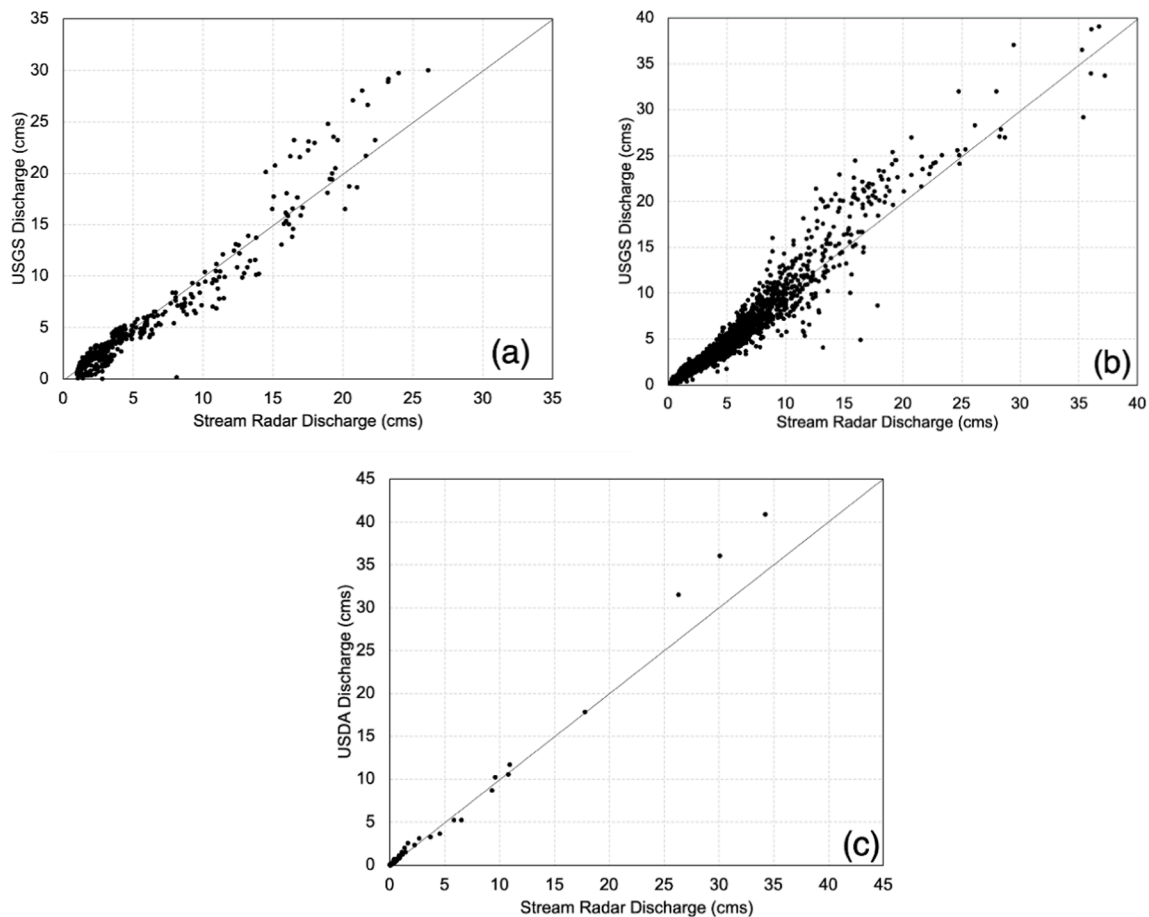 35
30
25
20
15
10
5
0
USGS Discharge (cms)
(a)
0 5 10 15 20 25 30 35
Stream Radar Discharge (cms)
40
35
30
25
20
15
10
5
0
USGS Discharge (cms)
(b)
0 5 10 15 20 25 30 35 40
Stream Radar Discharge (cms)
45
40
35
30
25
20
15
10
5
0
USDA Discharge (cms)
(c)
0 5 10 15 20 25 30 35 40 45
Stream Radar Discharge (cms)